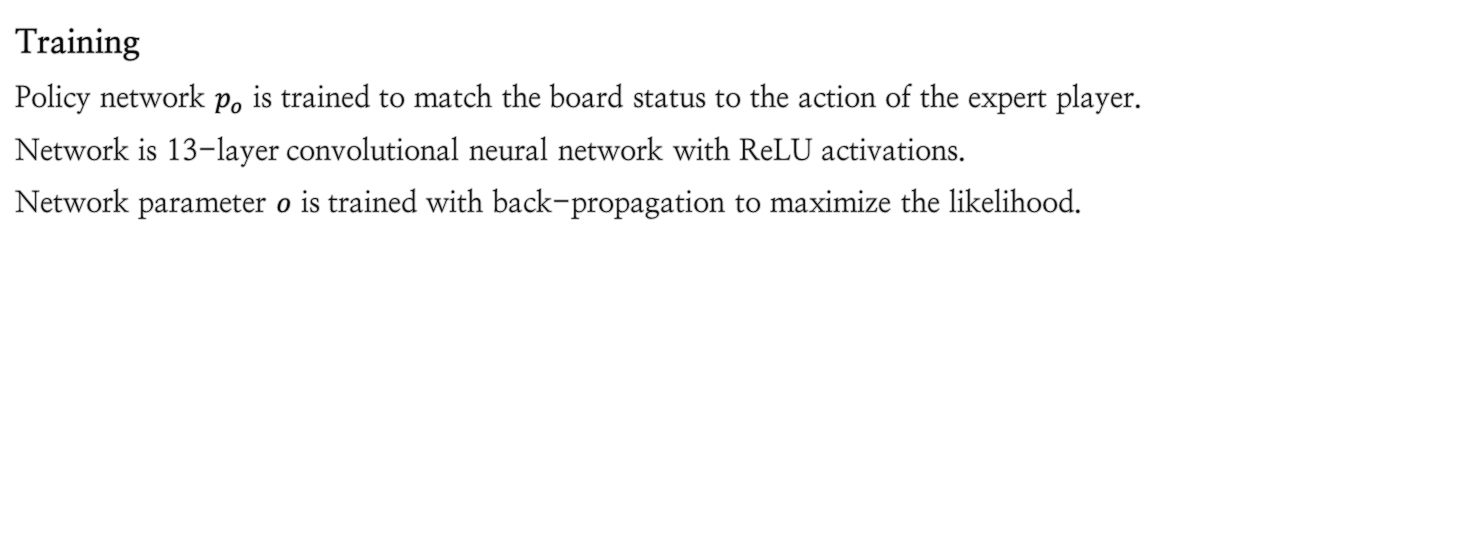 Training
Policy network pₒ is trained to match the board status to the action of the expert player.
Network is 13-layer convolutional neural network with ReLU activations.
Network parameter o is trained with back-propagation to maximize the likelihood.